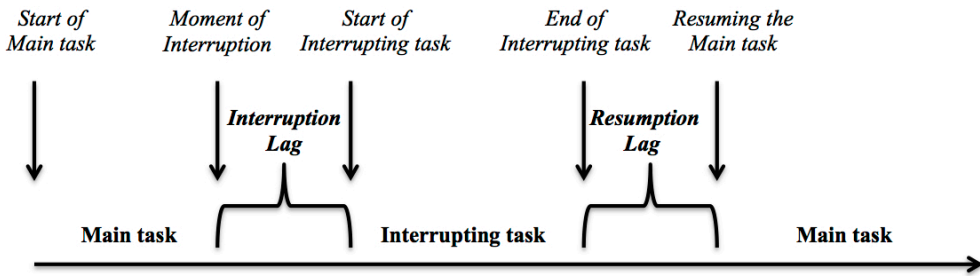 Start of
Main task
Moment of
Interruption
Start of
Interrupting task
End of
Interrupting task
Resuming the
Main task
Interruption
Lag
Resumption
Lag
Main task
Interrupting task
Main task